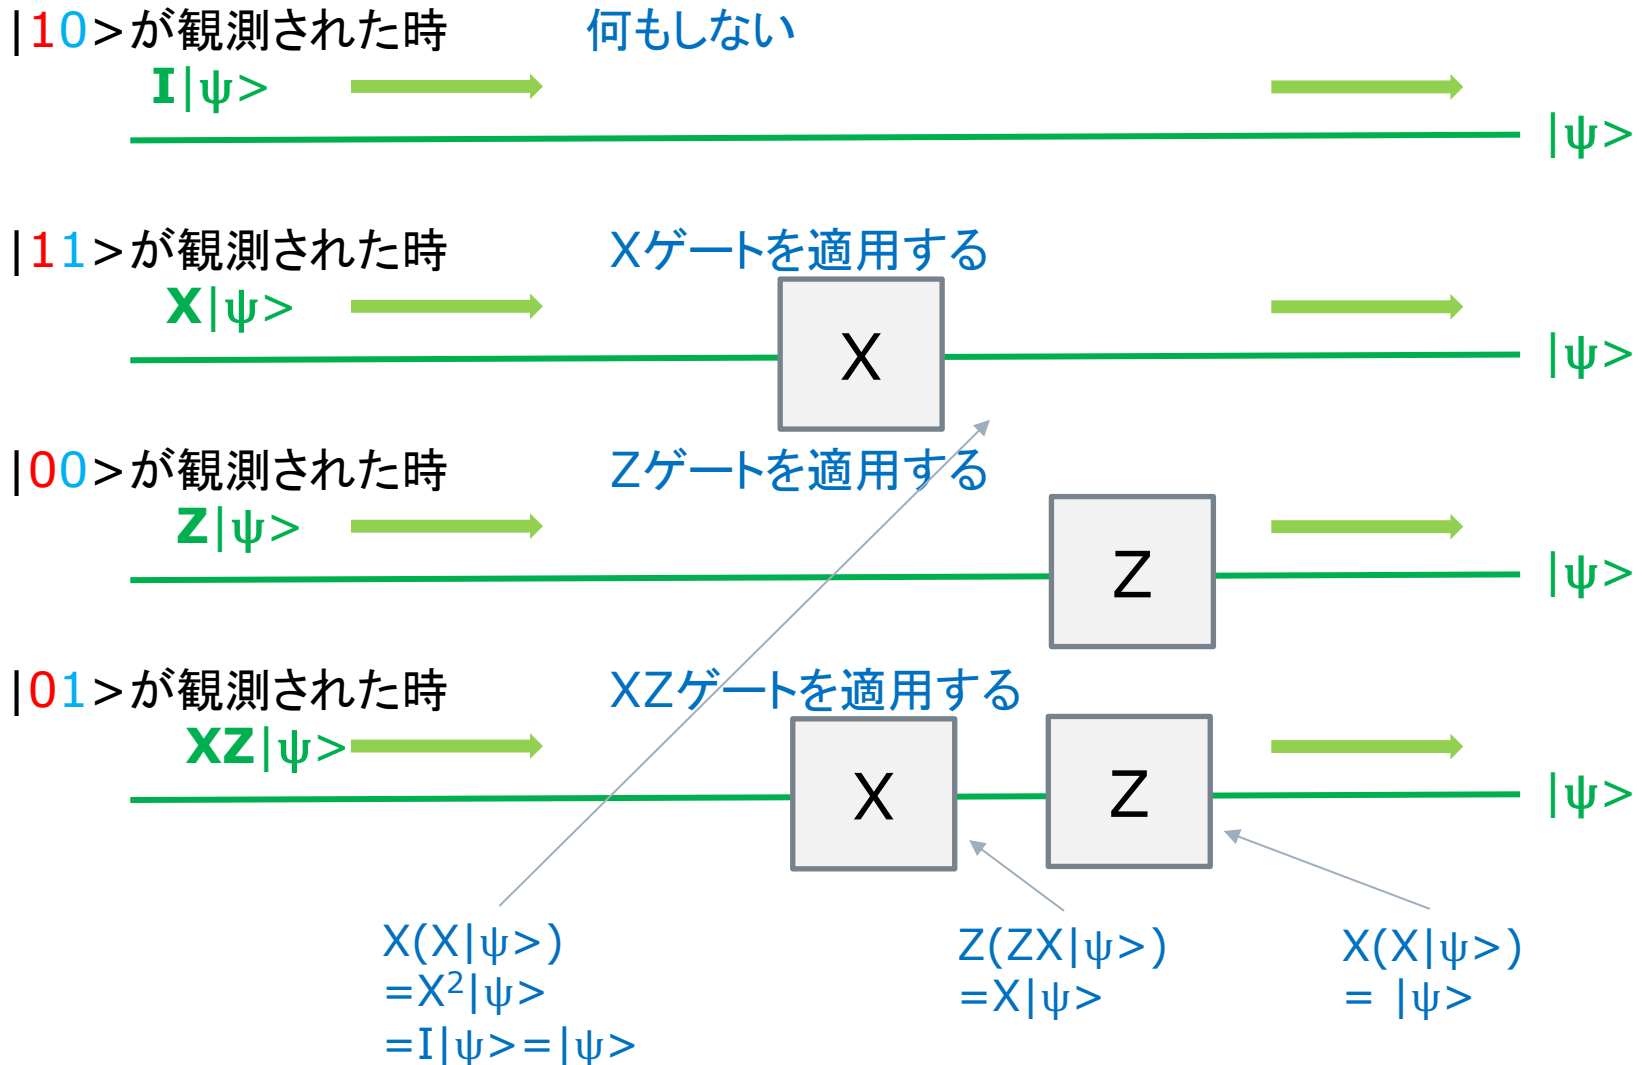 |10>が観測された時 何もしない
I|ψ>
|ψ>
|11>が観測された時 Xゲートを適用する
X|ψ>
X
|ψ>
|00>が観測された時 Zゲートを適用する
Z|ψ>
Z
|ψ>
|01>が観測された時 XZゲートを適用する
XZ|ψ>
X Z
|ψ>
X(X|ψ>)
=X²|ψ>
=I|ψ>=|ψ>
Z(ZX|ψ>)
=X|ψ>
X(X|ψ>)
= |ψ>